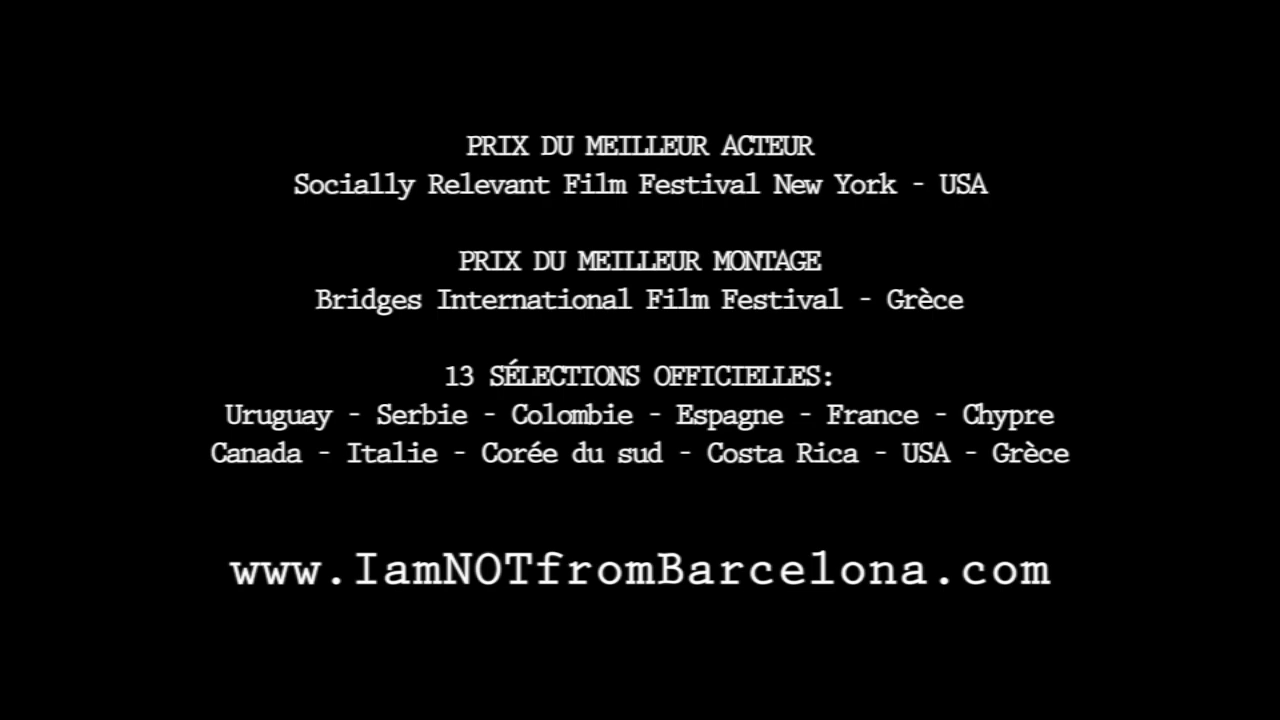 PRIX DU MEILLEUR ACTEUR
Socially Relevant Film Festival New York - USA
PRIX DU MEILLEUR MONTAGE
Bridges International Film Festival - Grèce
13 SÉLECTIONS OFFICIELLES:
Uruguay - Serbie - Colombie - Espagne - France - Chypre
Canada - Italie - Corée du sud - Costa Rica - USA - Grèce
www.IamNOTfromBarcelona.com